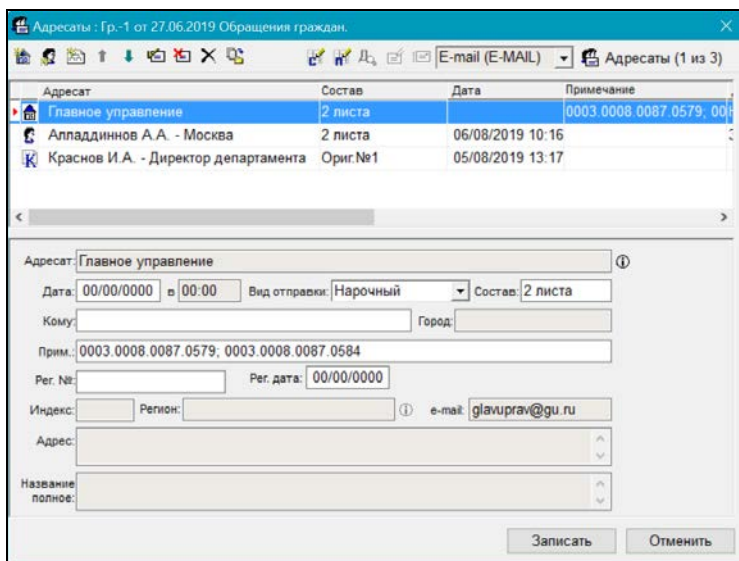 Адресаты : Гр.-1 от 27.06.2019 Обращения граждан.
E-mail (E-MAIL) Адресаты (1 из 3)
Адресат Состав Дата Примечание
Главное управление 2 листа 0003.0008.0087.0579; 00
Алладдиннов А.А. - Москва 2 листа 06/08/2019 10:16
К Краснов И.А. - Директор департамента Ориг.№1 05/08/2019 13:17
Адресат: Главное управление
Дата: 00/00/0000 в 00:00 Вид отправки: Нарочный Состав: 2 листа
Кому: Город:
Прим.: 0003.0008.0087.0579; 0003.0008.0087.0584
Рег. №: Рег. дата: 00/00/0000
Индекс: Регион: e-mail: glavuprav@gu.ru
Адрес:
Название
полное:
Записать Отменить